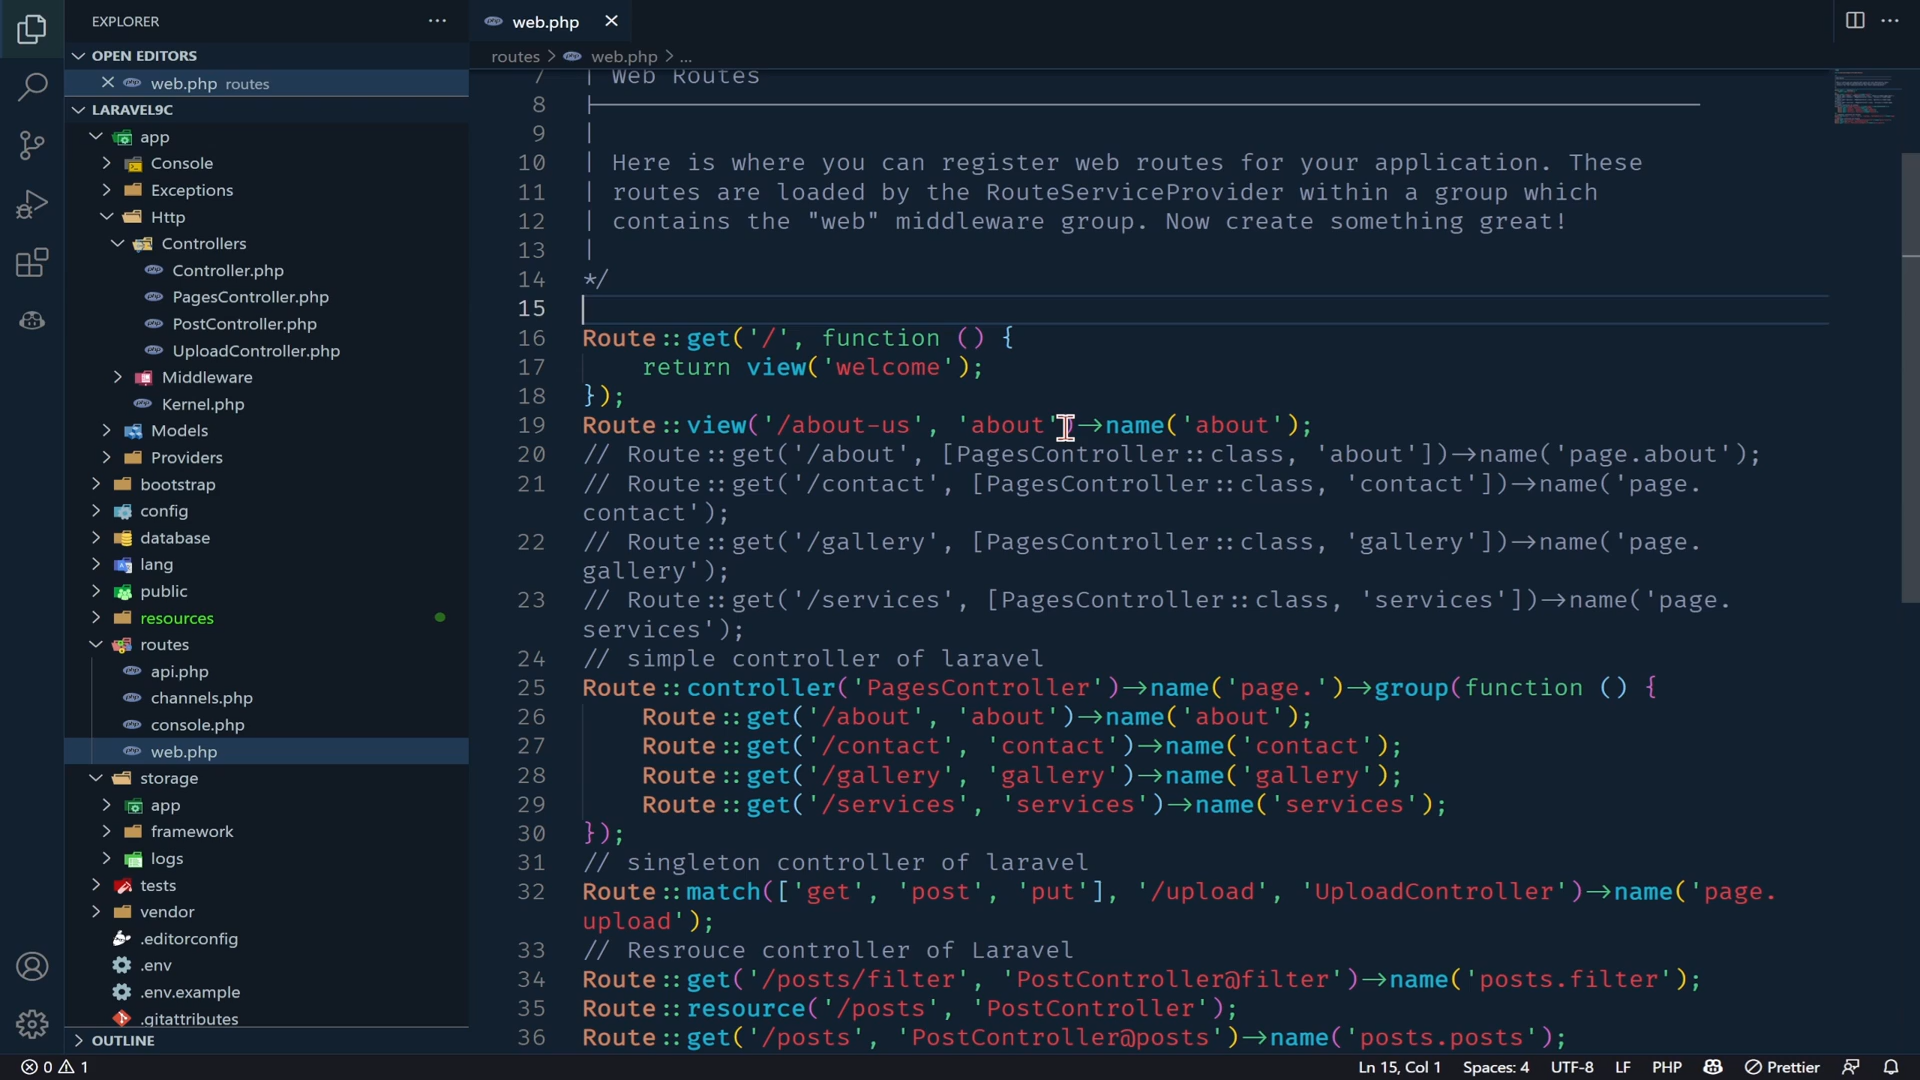 EXPLORER
OPEN EDITORS
web.php routes
LARAVEL9C
app
Console
Exceptions
Http
Controllers
Controller.php
PagesController.php
PostController.php
UploadController.php
Middleware
Kernel.php
Models
Providers
bootstrap
config
database
lang
public
resources
routes
api.php
channels.php
console.php
web.php
storage
app
framework
logs
tests
vendor
.editorconfig
.env
.env.example
.gitattributes
OUTLINE
web.php
routes > web.php > ...
7 | Web Routes
8 |--------------------------------------------------------------------------
9 |
10 | Here is where you can register web routes for your application. These
11 | routes are loaded by the RouteServiceProvider within a group which
12 | contains the "web" middleware group. Now create something great!
13 |
14 */
15
16 Route::get('/', function () {
17 return view('welcome');
18 });
19 Route::view('/about-us', 'about')->name('about');
20 // Route::get('/about', [PagesController::class, 'about'])->name('page.about');
21 // Route::get('/contact', [PagesController::class, 'contact'])->name('page.
contact');
22 // Route::get('/gallery', [PagesController::class, 'gallery'])->name('page.
gallery');
23 // Route::get('/services', [PagesController::class, 'services'])->name('page.
services');
24 // simple controller of laravel
25 Route::controller('PagesController')->name('page.')->group(function () {
26 Route::get('/about', 'about')->name('about');
27 Route::get('/contact', 'contact')->name('contact');
28 Route::get('/gallery', 'gallery')->name('gallery');
29 Route::get('/services', 'services')->name('services');
30 });
31 // singleton controller of laravel
32 Route::match(['get', 'post', 'put'], '/upload', 'UploadController')->name('page.
upload');
33 // Resrouce controller of Laravel
34 Route::get('/posts/filter', 'PostController@filter')->name('posts.filter');
35 Route::resource('/posts', 'PostController');
36 Route::get('/posts', 'PostController@posts')->name('posts.posts');
0 1 Ln 15, Col 1 Spaces: 4 UTF-8 LF PHP Prettier